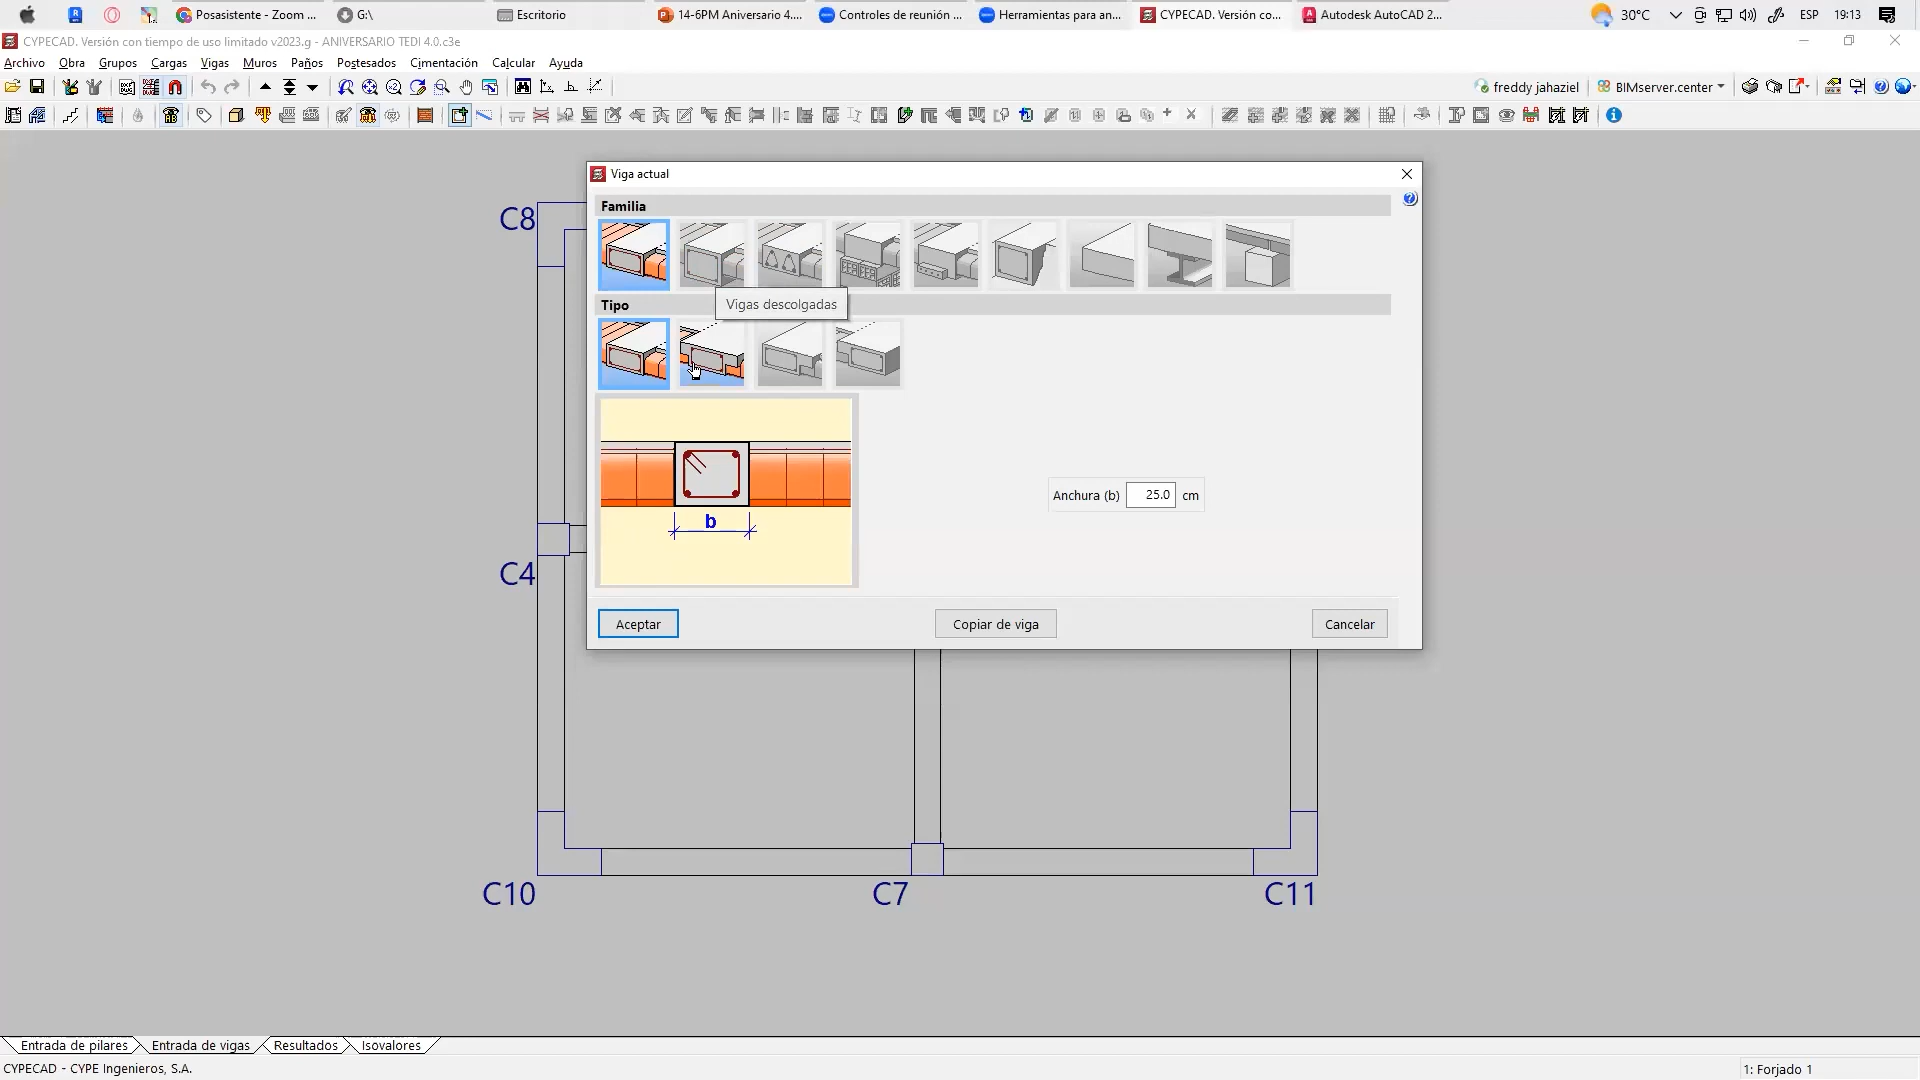 Posasistente - Zoom ...
G:\
Escritorio
14-6PM Aniversario 4....
Controles de reunión ...
Herramientas para an...
CYPECAD. Versión co...
Autodesk AutoCAD 2...
30°C
ESP
19:13
CYPECAD. Versión con tiempo de uso limitado v2023.g - ANIVERSARIO TEDI 4.0.c3e
Archivo Obra Grupos Cargas Vigas Muros Paños Postesados Cimentación Calcular Ayuda
freddy jahaziel
BIMserver.center
Viga actual
Familia
Vigas descolgadas
Tipo
b
Anchura (b) 25.0 cm
Aceptar
Copiar de viga
Cancelar
C8
C4
C10
C7
C11
Entrada de pilares
Entrada de vigas
Resultados
Isovalores
CYPECAD - CYPE Ingenieros, S.A.
1: Forjado 1